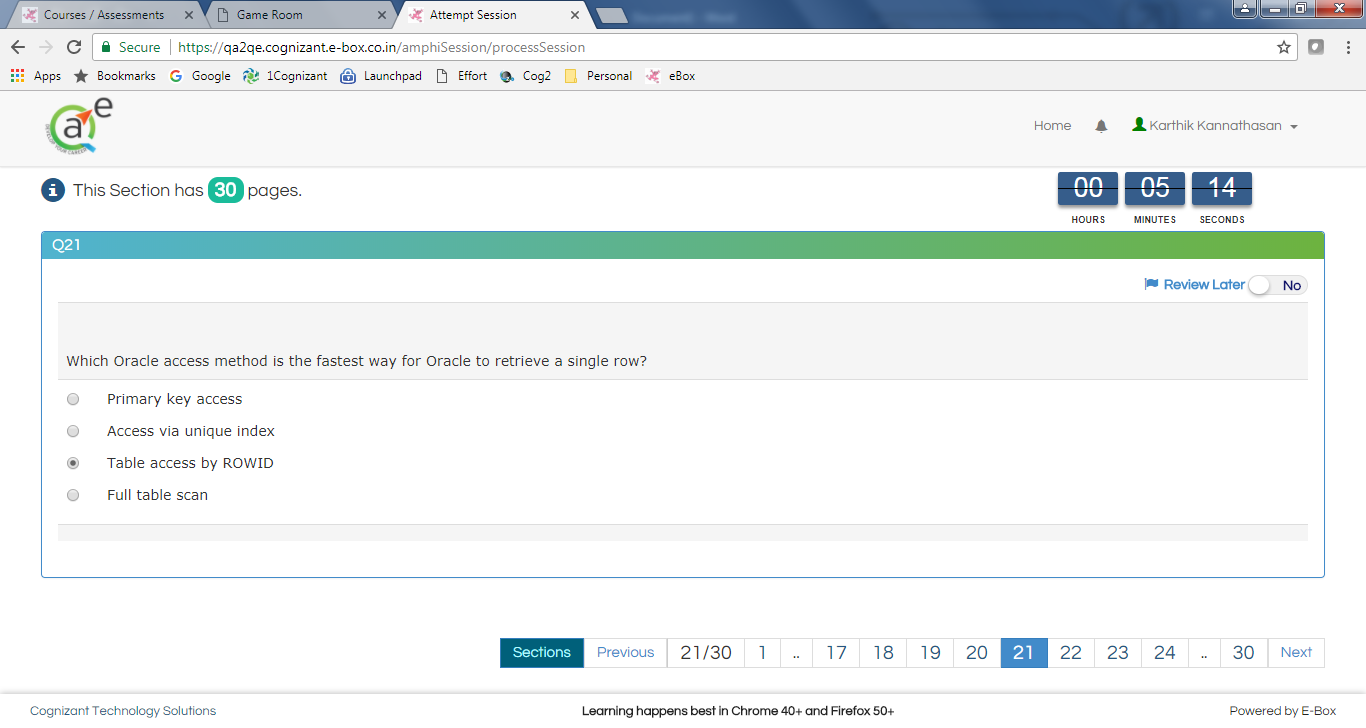 Courses / Assessments
Game Room
Attempt Session
Secure
https://qa2qe.cognizant.e-box.co.in/amphiSession/processSession
Apps
Bookmarks
Google
1Cognizant
Launchpad
Effort
Cog2
Personal
eBox
a e
Home
Karthik Kannathasan
This Section has 30 pages.
00 05 14
HOURS MINUTES SECONDS
Q21
Review Later No
Which Oracle access method is the fastest way for Oracle to retrieve a single row?
Primary key access
Access via unique index
Table access by ROWID
Full table scan
Sections Previous 21/30 1 .. 17 18 19 20 21 22 23 24 .. 30 Next
Cognizant Technology Solutions
Learning happens best in Chrome 40+ and Firefox 50+
Powered by E-Box